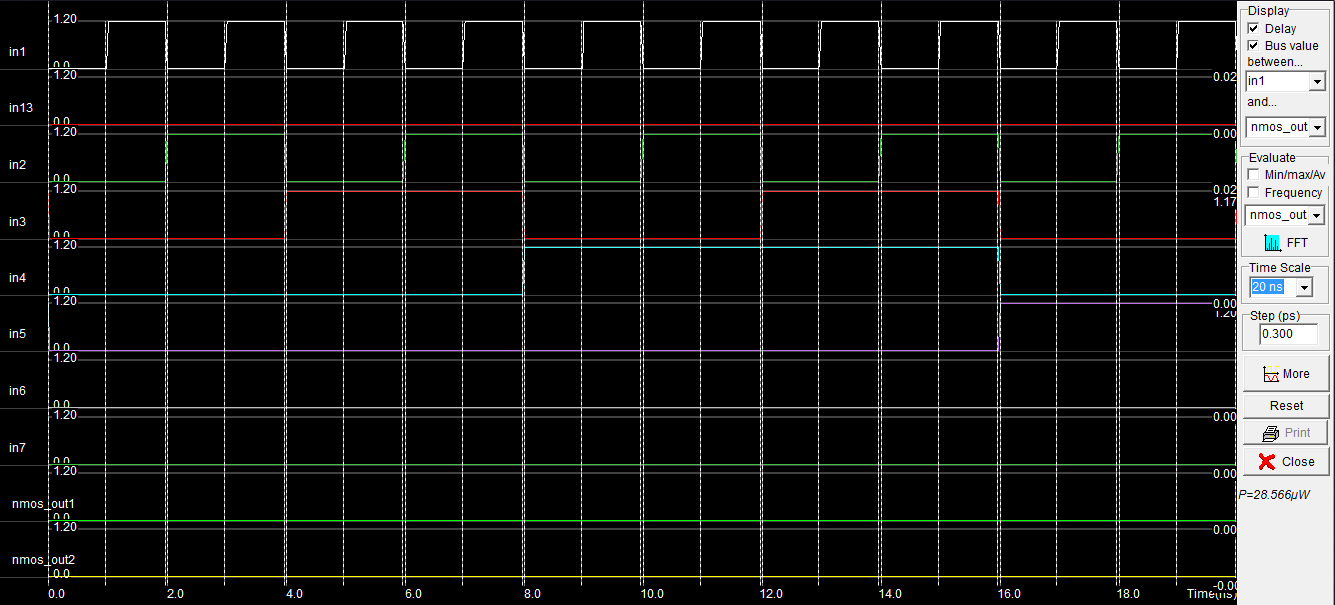 in1 1.20 0.0
in13 1.20 0.0 0.02
in2 1.20 0.0 0.00
in3 1.20 0.0 0.02
1.17
in4 1.20 0.0
in5 1.20 0.0 0.00
1.20
in6 1.20 0.0
in7 1.20 0.0 0.00
nmos_out1 1.20 0.0 0.00
nmos_out2 1.20 0.0 0.00
-0.00
0.0 2.0 4.0 6.0 8.0 10.0 12.0 14.0 16.0 18.0 Time(ns)
Display
Delay
Bus value
between...
in1
and...
nmos_out
Evaluate
Min/max/Av
Frequency
nmos_out
FFT
Time Scale
20 ns
Step (ps)
0.300
More
Reset
Print
Close
P=28.566µW